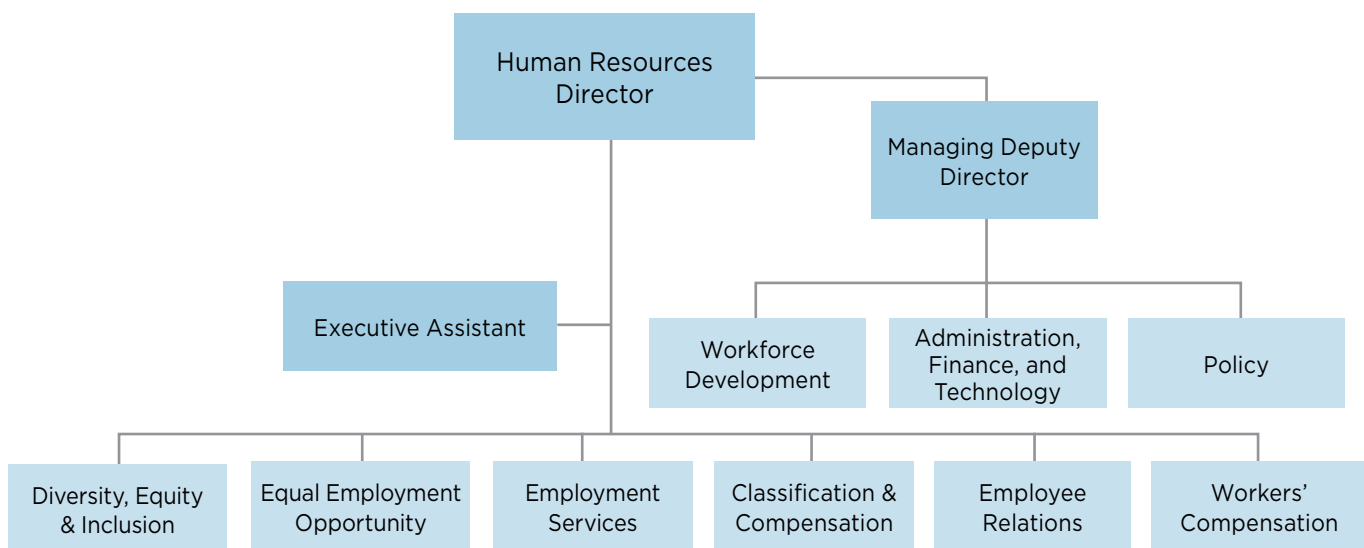 Human Resources
Director
Managing Deputy
Director
Executive Assistant
Workforce
Development
Administration,
Finance, and
Technology
Policy
Diversity, Equity
& Inclusion
Equal Employment
Opportunity
Employment
Services
Classification &
Compensation
Employee
Relations
Workers’
Compensation